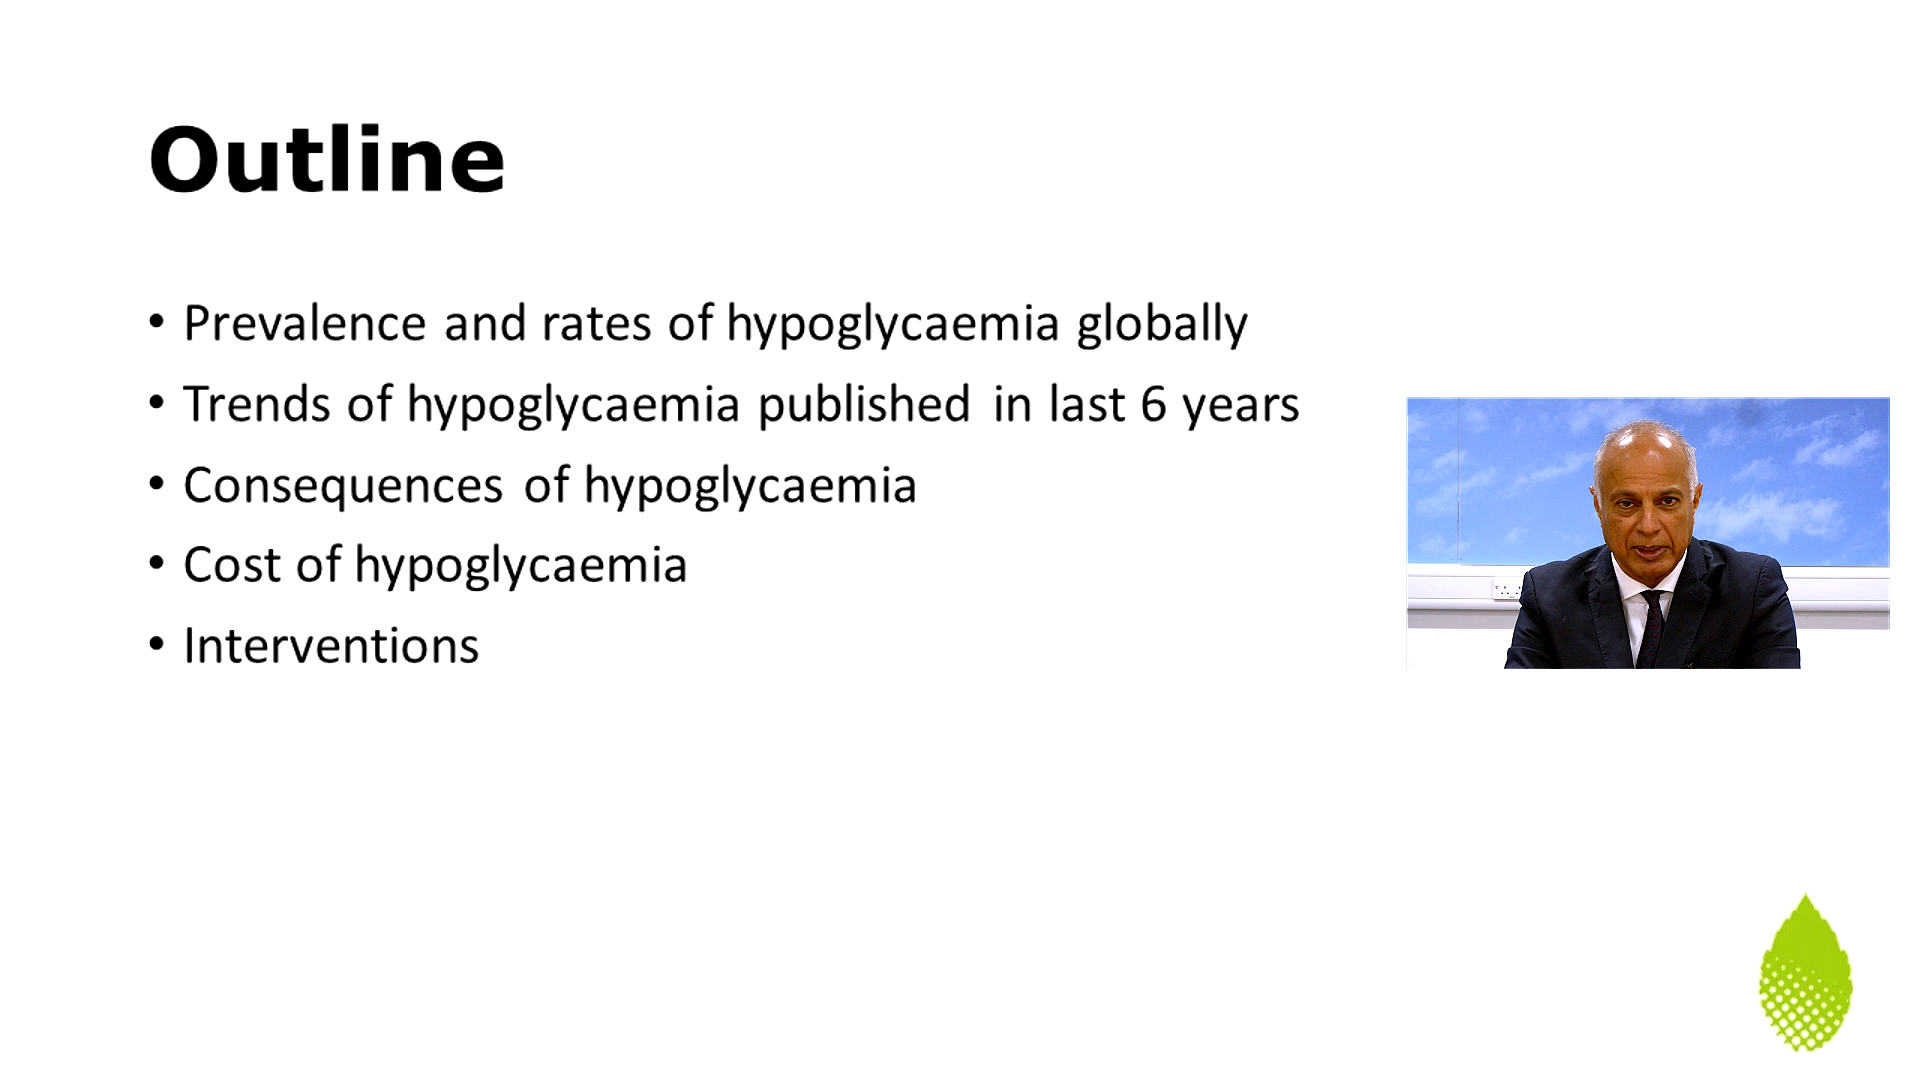 Outline
• Prevalence and rates of hypoglycaemia globally
• Trends of hypoglycaemia published in last 6 years
• Consequences of hypoglycaemia
• Cost of hypoglycaemia
• Interventions